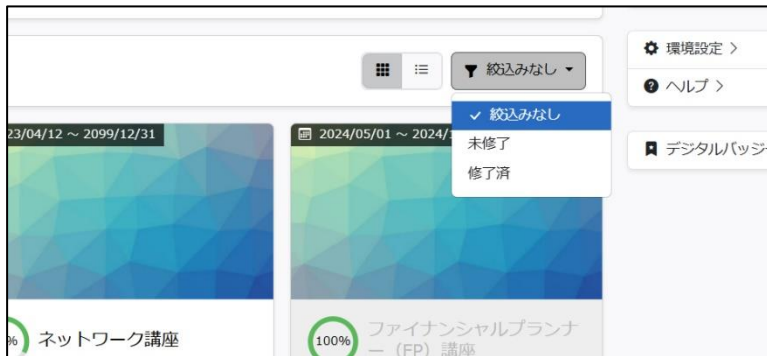 絞込みなし
環境設定 >
ヘルプ >
✓ 絞込みなし
未修了
修了済
デジタルバッジ
23/04/12 ～ 2099/12/31
2024/05/01 ～ 2024/1
%
ネットワーク講座
100%
ファイナンシャルプランナ
ー（FP）講座